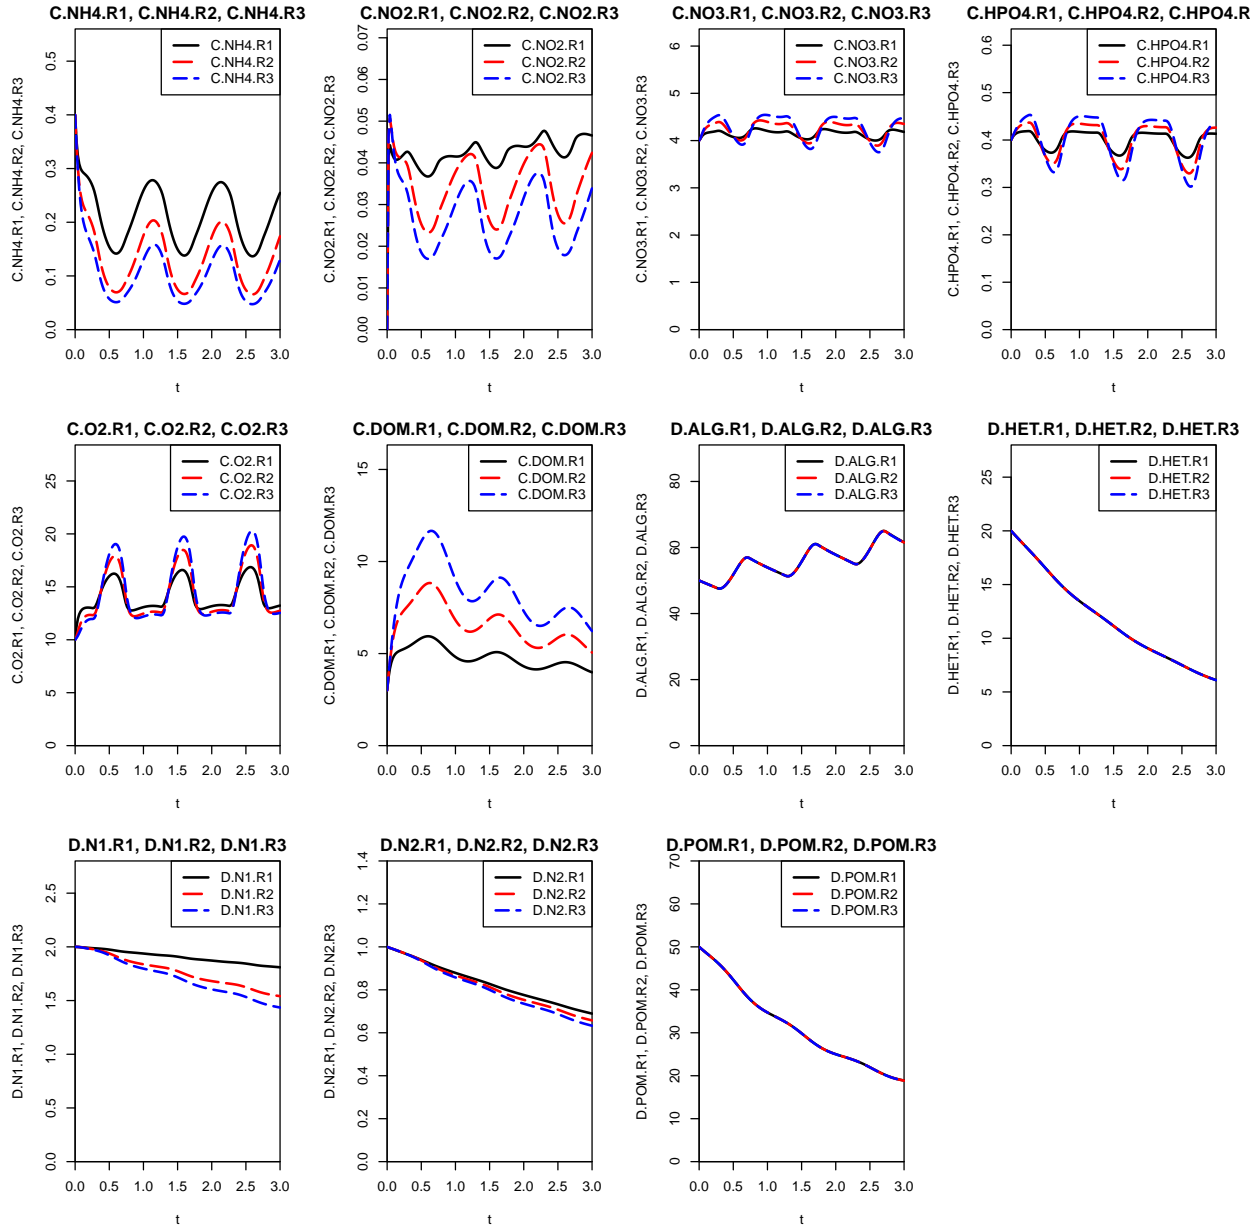 C.NH4.R1, C.NH4.R2, C.NH4.R3
C.NH4.R1, C.NH4.R2, C.NH4.R3
C.NH4.R1
C.NH4.R2
C.NH4.R3
0.0 0.1 0.2 0.3 0.4 0.5
0.0 0.5 1.0 1.5 2.0 2.5 3.0
t
C.NO2.R1, C.NO2.R2, C.NO2.R3
C.NO2.R1, C.NO2.R2, C.NO2.R3
C.NO2.R1
C.NO2.R2
C.NO2.R3
0.00 0.01 0.02 0.03 0.04 0.05 0.06 0.07
0.0 0.5 1.0 1.5 2.0 2.5 3.0
t
C.NO3.R1, C.NO3.R2, C.NO3.R3
C.NO3.R1, C.NO3.R2, C.NO3.R3
C.NO3.R1
C.NO3.R2
C.NO3.R3
0 1 2 3 4 5 6
0.0 0.5 1.0 1.5 2.0 2.5 3.0
t
C.HPO4.R1, C.HPO4.R2, C.HPO4.R
C.HPO4.R1, C.HPO4.R2, C.HPO4.R3
C.HPO4.R1
C.HPO4.R2
C.HPO4.R3
0.0 0.1 0.2 0.3 0.4 0.5 0.6
0.0 0.5 1.0 1.5 2.0 2.5 3.0
t
C.O2.R1, C.O2.R2, C.O2.R3
C.O2.R1, C.O2.R2, C.O2.R3
C.O2.R1
C.O2.R2
C.O2.R3
0 5 10 15 20 25
0.0 0.5 1.0 1.5 2.0 2.5 3.0
t
C.DOM.R1, C.DOM.R2, C.DOM.R3
C.DOM.R1, C.DOM.R2, C.DOM.R3
C.DOM.R1
C.DOM.R2
C.DOM.R3
0 5 10 15
0.0 0.5 1.0 1.5 2.0 2.5 3.0
t
D.ALG.R1, D.ALG.R2, D.ALG.R3
D.ALG.R1, D.ALG.R2, D.ALG.R3
D.ALG.R1
D.ALG.R2
D.ALG.R3
0 20 40 60 80
0.0 0.5 1.0 1.5 2.0 2.5 3.0
t
D.HET.R1, D.HET.R2, D.HET.R3
D.HET.R1, D.HET.R2, D.HET.R3
D.HET.R1
D.HET.R2
D.HET.R3
0 5 10 15 20 25
0.0 0.5 1.0 1.5 2.0 2.5 3.0
t
D.N1.R1, D.N1.R2, D.N1.R3
D.N1.R1, D.N1.R2, D.N1.R3
D.N1.R1
D.N1.R2
D.N1.R3
0.0 0.5 1.0 1.5 2.0 2.5
0.0 0.5 1.0 1.5 2.0 2.5 3.0
t
D.N2.R1, D.N2.R2, D.N2.R3
D.N2.R1, D.N2.R2, D.N2.R3
D.N2.R1
D.N2.R2
D.N2.R3
0.0 0.2 0.4 0.6 0.8 1.0 1.2 1.4
0.0 0.5 1.0 1.5 2.0 2.5 3.0
t
D.POM.R1, D.POM.R2, D.POM.R3
D.POM.R1, D.POM.R2, D.POM.R3
D.POM.R1
D.POM.R2
D.POM.R3
0 10 20 30 40 50 60 70
0.0 0.5 1.0 1.5 2.0 2.5 3.0
t